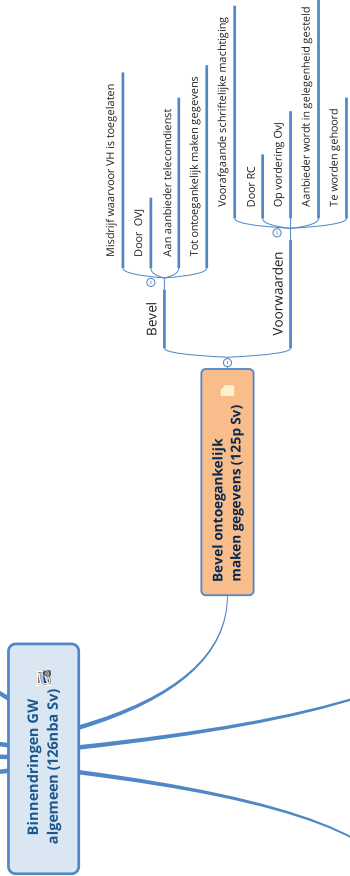 Binnendringen GW
algemeen (126nba Sv)
Bevel ontoegankelijk
maken gegevens (125p Sv)
Bevel
Misdrijf waarvoor VH is toegelaten
Door OVJ
Aan aanbieder telecomdienst
Tot ontoegankelijk maken gegevens
Voorwaarden
Voorafgaande schriftelijke machtiging
Door RC
Op vordering OvJ
Aanbieder wordt in gelegenheid gesteld
Te worden gehoord